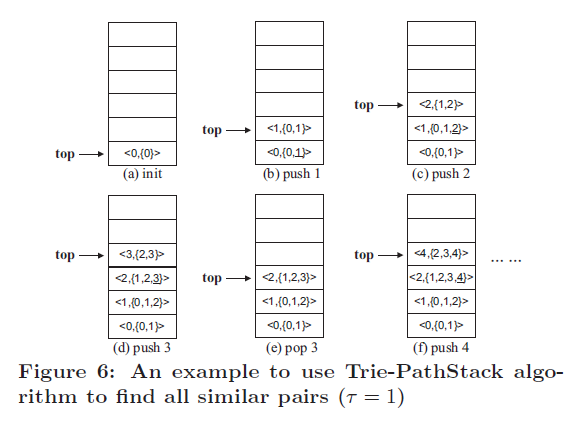 top
<0,{0}>
(a) init
top
<1,{0,1}>
<0,{0,1}>
(b) push 1
top
<2,{1,2}>
<1,{0,1,2}>
<0,{0,1}>
(c) push 2
top
<3,{2,3}>
<2,{1,2,3}>
<1,{0,1,2}>
<0,{0,1}>
(d) push 3
top
<2,{1,2,3}>
<1,{0,1,2}>
<0,{0,1}>
(e) pop 3
top
<4,{2,3,4}>
<2,{1,2,3,4}>
<1,{0,1,2}>
<0,{0,1}>
(f) push 4
... ...
Figure 6: An example to use Trie-PathStack algo-
rithm to find all similar pairs (τ = 1)